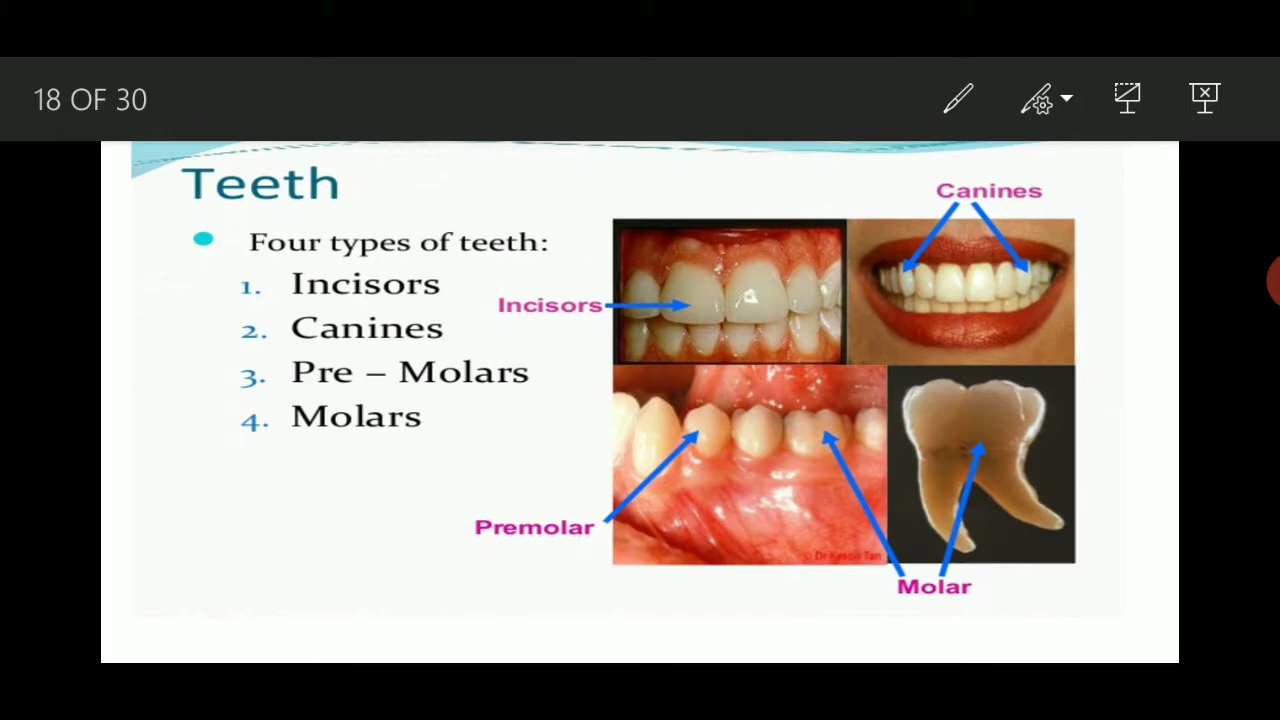 18 OF 30
Teeth
Four types of teeth:
1. Incisors
2. Canines
3. Pre – Molars
4. Molars
Canines
Incisors
Premolar
Molar